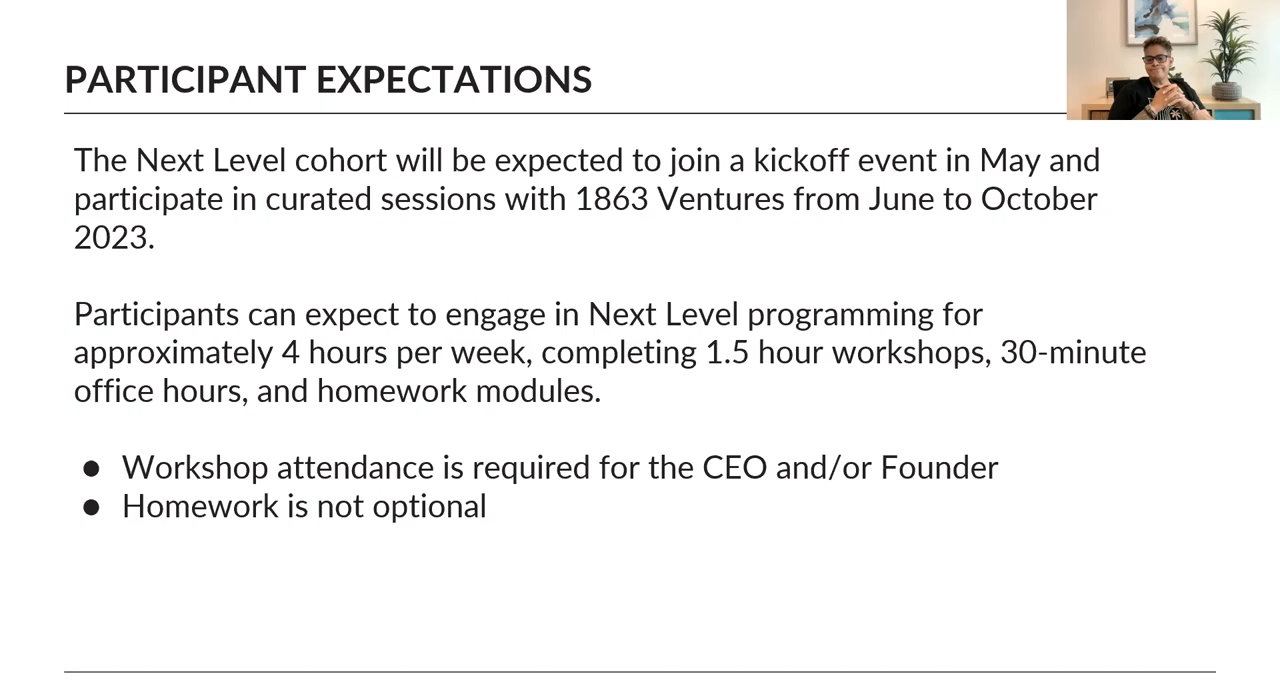 PARTICIPANT EXPECTATIONS
The Next Level cohort will be expected to join a kickoff event in May and
participate in curated sessions with 1863 Ventures from June to October
2023.
Participants can expect to engage in Next Level programming for
approximately 4 hours per week, completing 1.5 hour workshops, 30-minute
office hours, and homework modules.
● Workshop attendance is required for the CEO and/or Founder
● Homework is not optional